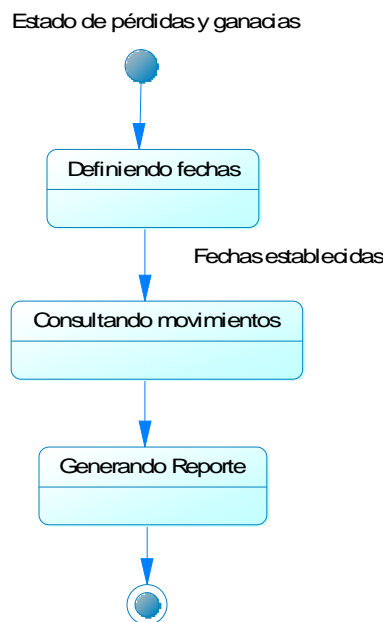 Estado de pérdidas y ganacias
Definiendo fechas
Fechas establecidas
Consultando movimientos
Generando Reporte